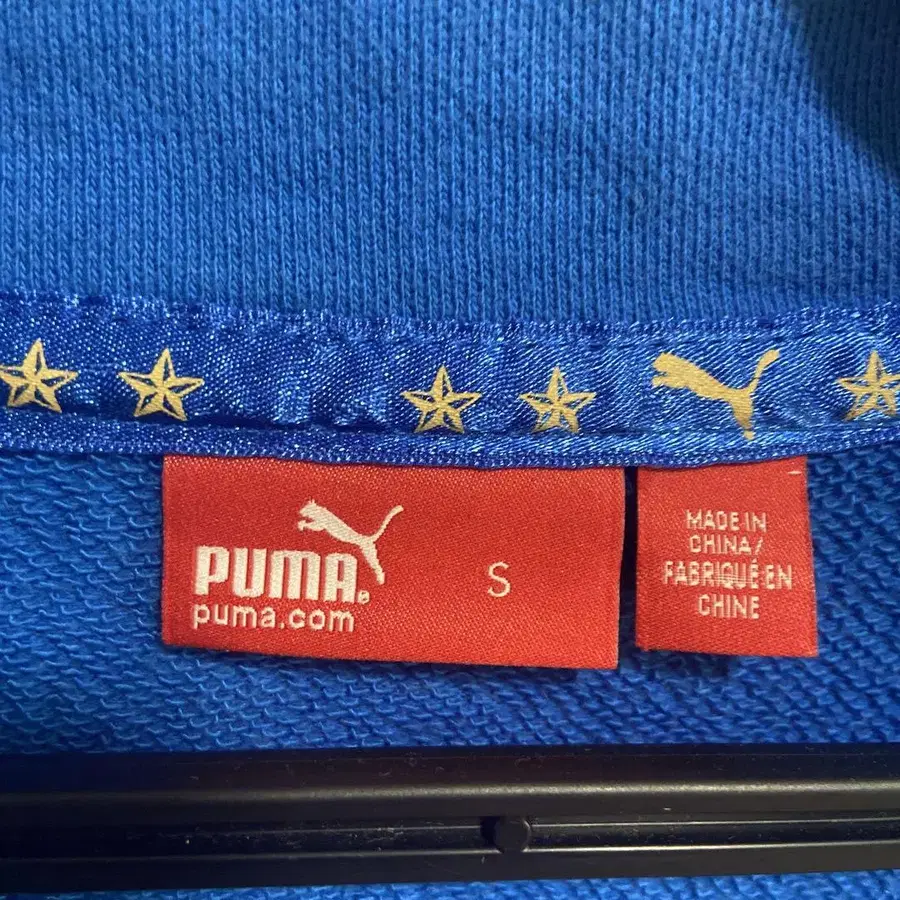 PUMA®
puma.com
S
MADE IN
CHINA/
FABRIQUÉ EN
CHINE